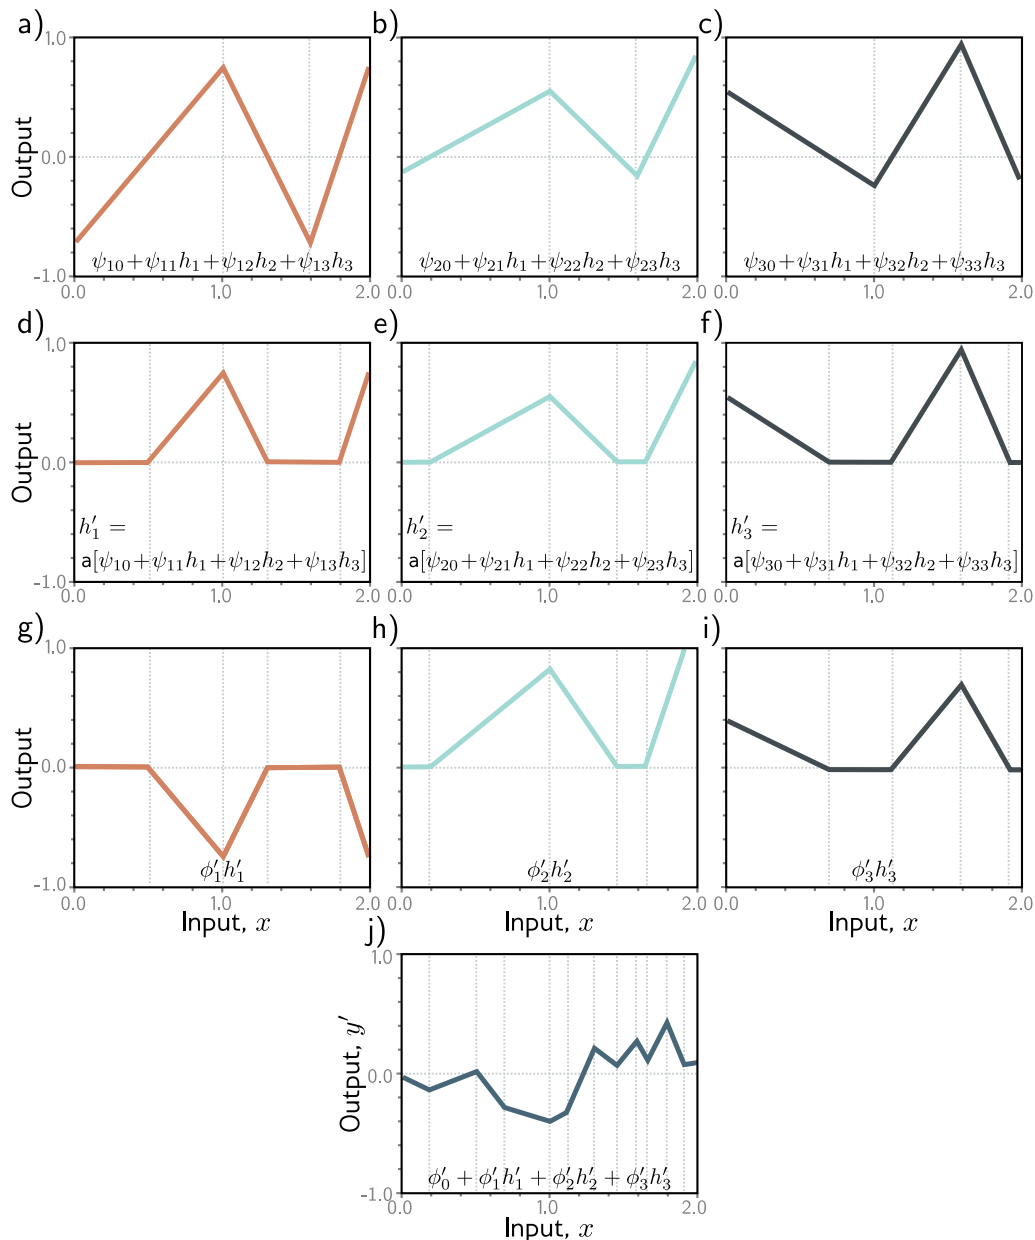 a)
b)
c)
Output
1.0
0.0
-1.0
ψ₁₀+ψ₁₁h₁+ψ₁₂h₂+ψ₁₃h₃
ψ₂₀+ψ₂₁h₁+ψ₂₂h₂+ψ₂₃h₃
ψ₃₀+ψ₃₁h₁+ψ₃₂h₂+ψ₃₃h₃
0.0 1.0 2.0
0.0 1.0 2.0
0.0 1.0 2.0
d)
e)
f)
Output
1.0
0.0
-1.0
h′₁ =
a[ψ₁₀+ψ₁₁h₁+ψ₁₂h₂+ψ₁₃h₃]
h′₂ =
a[ψ₂₀+ψ₂₁h₁+ψ₂₂h₂+ψ₂₃h₃]
h′₃ =
a[ψ₃₀+ψ₃₁h₁+ψ₃₂h₂+ψ₃₃h₃]
0.0 1.0 2.0
0.0 1.0 2.0
0.0 1.0 2.0
g)
h)
i)
Output
1.0
0.0
-1.0
ϕ′₁h′₁
ϕ′₂h′₂
ϕ′₃h′₃
0.0 1.0 2.0
0.0 1.0 2.0
0.0 1.0 2.0
Input, x
Input, x
Input, x
j)
Output, y′
1.0
0.0
-1.0
ϕ′₀ + ϕ′₁h′₁ + ϕ′₂h′₂ + ϕ′₃h′₃
0.0 1.0 2.0
Input, x